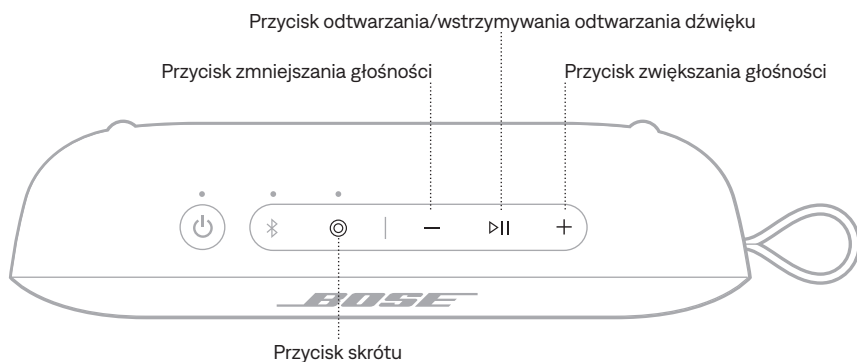 Przycisk odtwarzania/wstrzymywania odtwarzania dźwięku
Przycisk zmniejszania głośności
Przycisk zwiększania głośności
BOSE
Przycisk skrótu